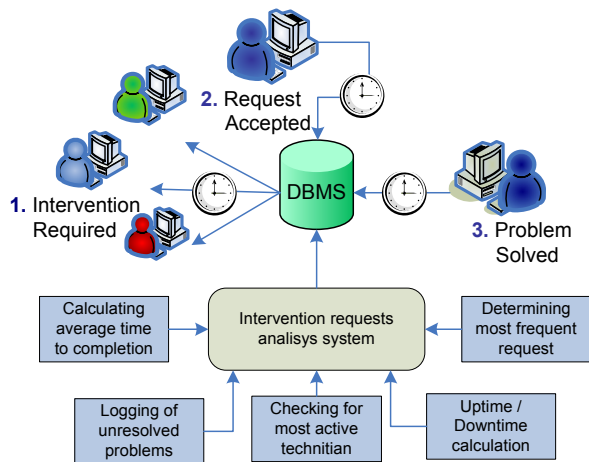 2. Request
Accepted
1. Intervention
Required
DBMS
3. Problem
Solved
Calculating
average time
to completion
Intervention requests
analisys system
Determining
most frequent
request
Logging of
unresolved
problems
Checking for
most active
technitian
Uptime /
Downtime
calculation